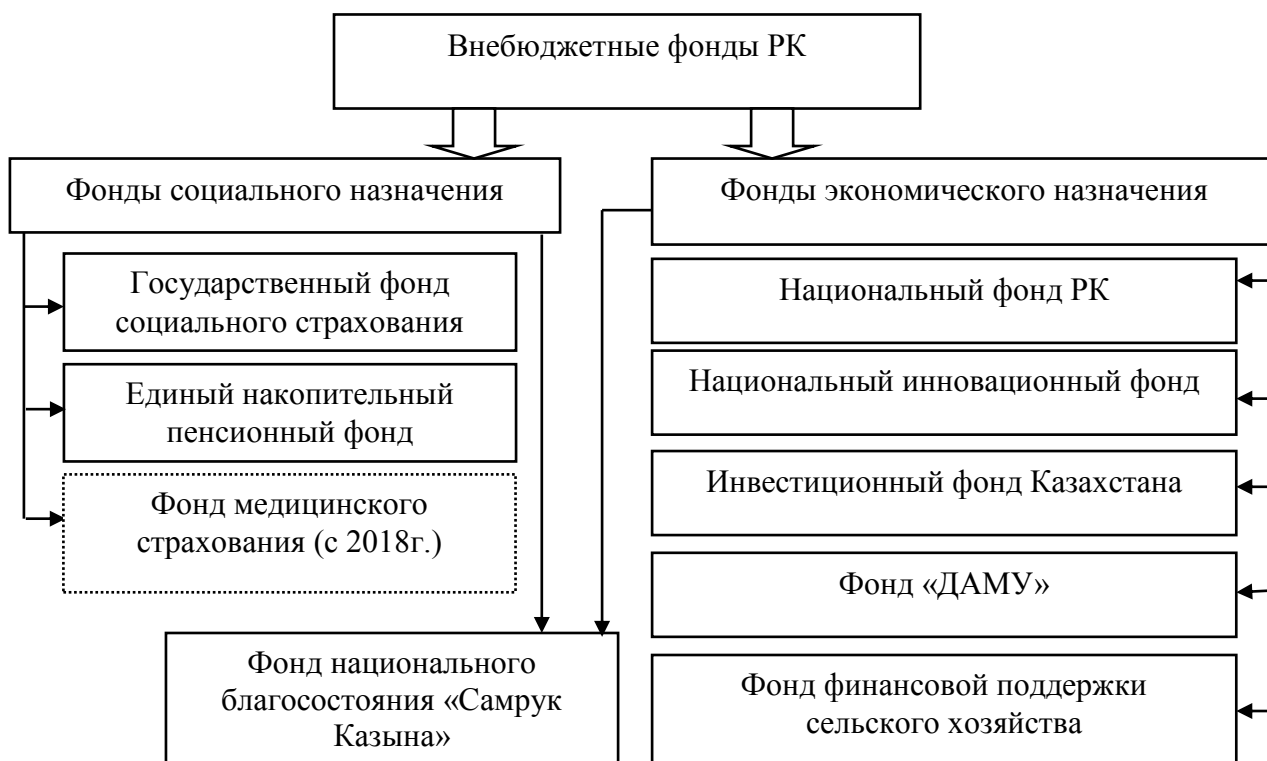 Внебюджетные фонды РК
Фонды социального назначения
Государственный фонд
социального страхования
Единый накопительный
пенсионный фонд
Фонд медицинского
страхования (с 2018г.)
Фонд национального
благосостояния «Самрук
Казына»
Фонды экономического назначения
Национальный фонд РК
Национальный инновационный фонд
Инвестиционный фонд Казахстана
Фонд «ДАМУ»
Фонд финансовой поддержки
сельского хозяйства